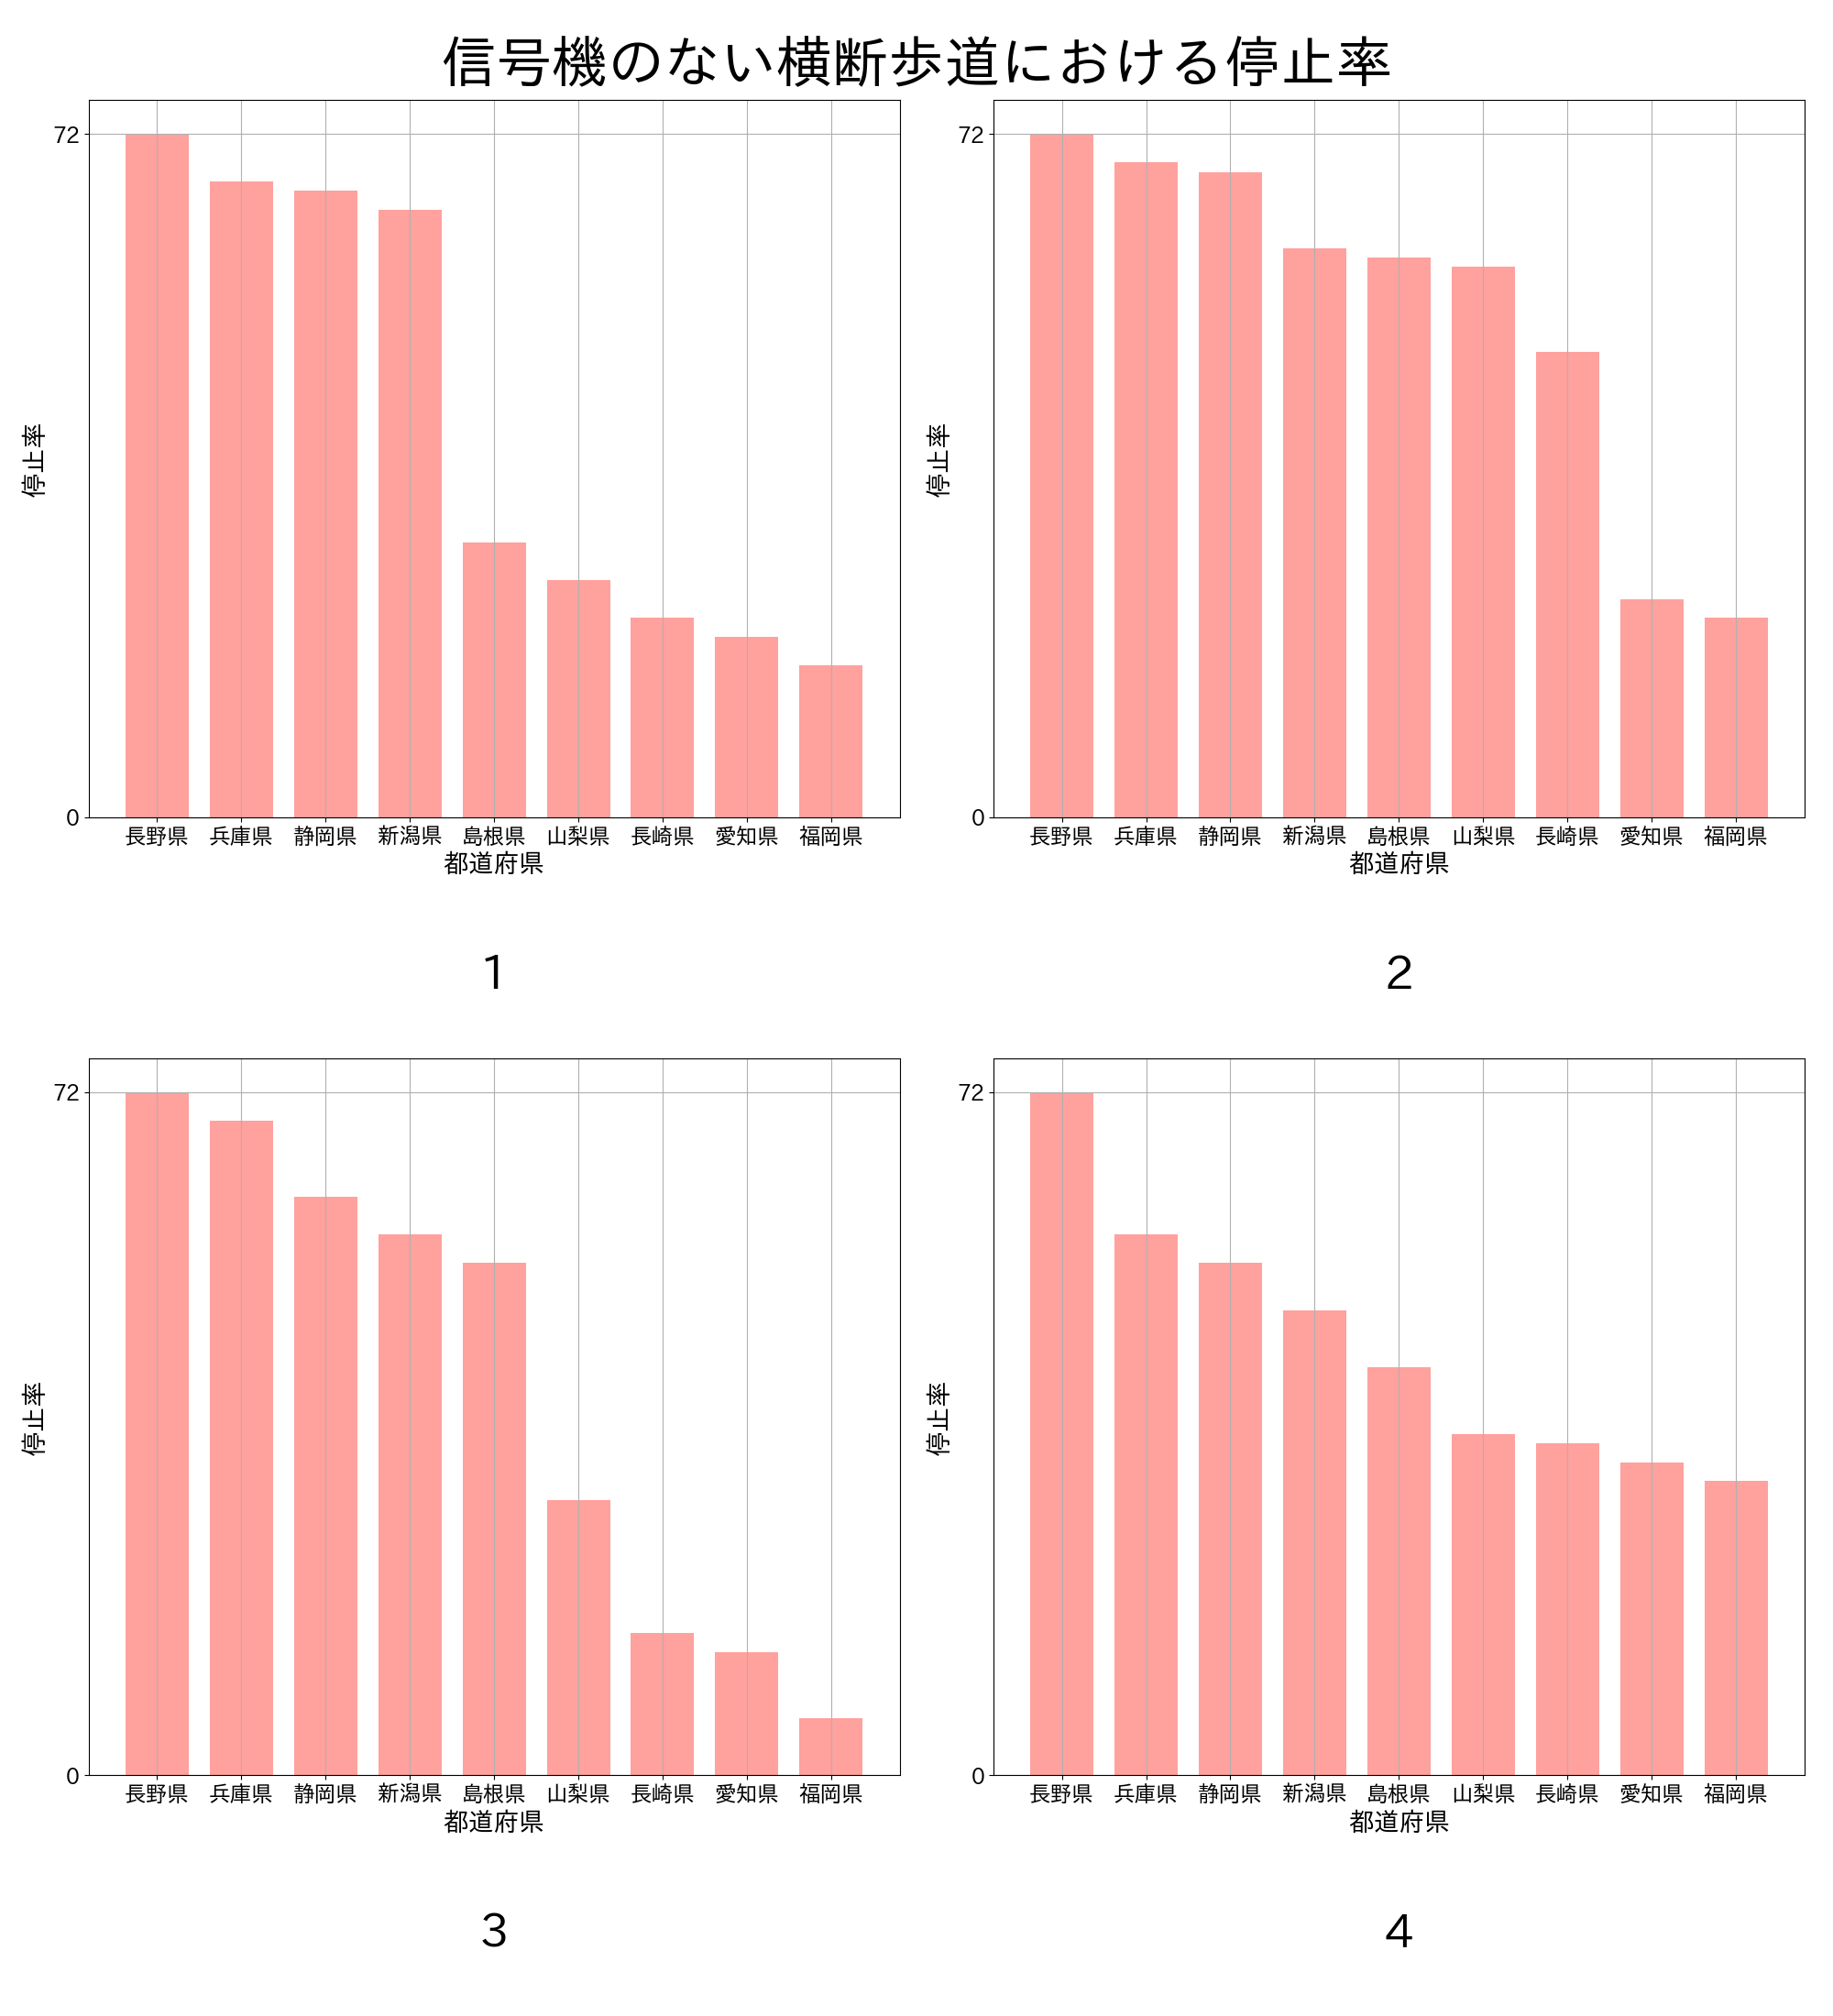 信号機のない横断歩道における停止率
72
0
停止率
長野県 兵庫県 静岡県 新潟県 島根県 山梨県 長崎県 愛知県 福岡県
都道府県
1
72
0
停止率
長野県 兵庫県 静岡県 新潟県 島根県 山梨県 長崎県 愛知県 福岡県
都道府県
2
72
0
停止率
長野県 兵庫県 静岡県 新潟県 島根県 山梨県 長崎県 愛知県 福岡県
都道府県
3
72
0
停止率
長野県 兵庫県 静岡県 新潟県 島根県 山梨県 長崎県 愛知県 福岡県
都道府県
4